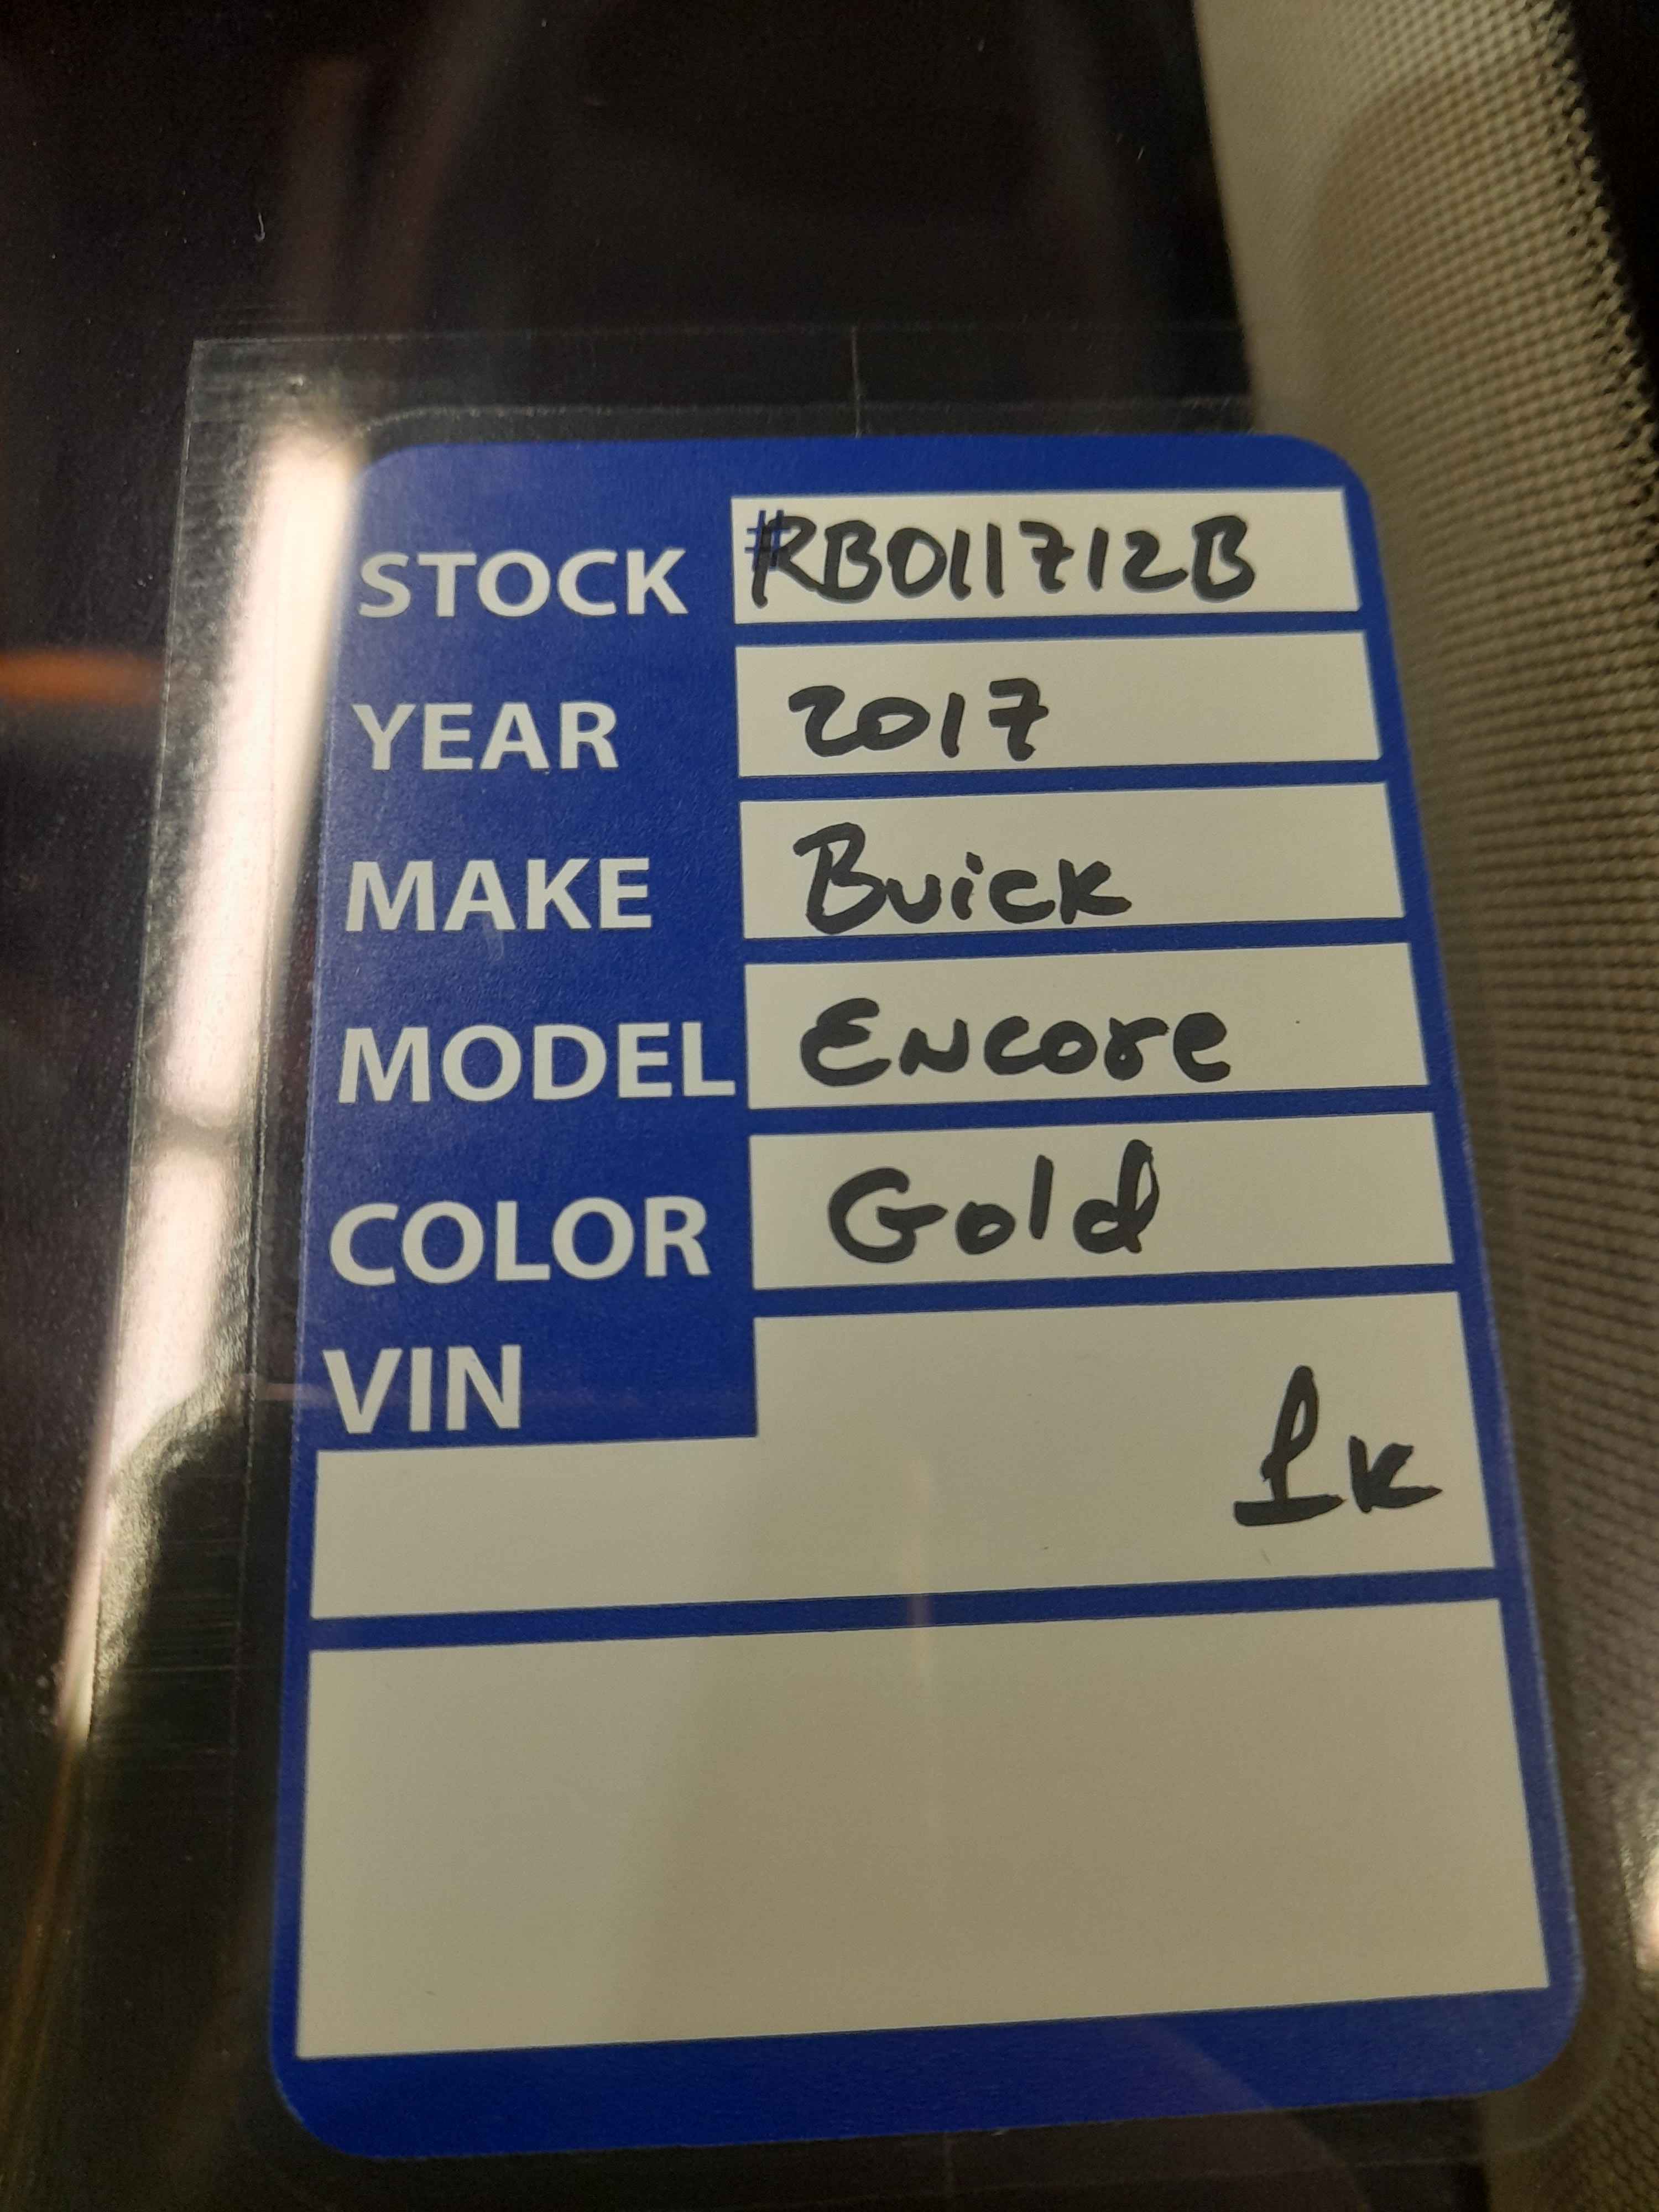 STOCK #RB011712B
YEAR 2017
MAKE Buick
MODEL Encore
COLOR Gold
VIN
1K